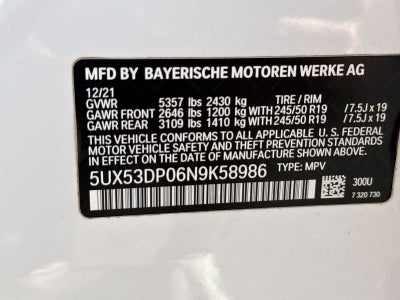 MFD BY BAYERISCHE MOTOREN WERKE AG
12/21
GVWR 5357 lbs 2430 kg TIRE / RIM
GAWR FRONT 2646 lbs 1200 kg WITH 245/50 R19 / 7.5J x 19
GAWR REAR 3109 lbs 1410 kg WITH 245/50 R19 / 7.5J x 19
THIS VEHICLE CONFORMS TO ALL APPLICABLE U. S. FEDERAL
MOTOR VEHICLE SAFETY AND THEFT PREVENTION STANDARDS
IN EFFECT ON THE DATE OF MANUFACTURE SHOWN ABOVE.
5UX53DP06N9K58986 TYPE: MPV
300U
7 320 730